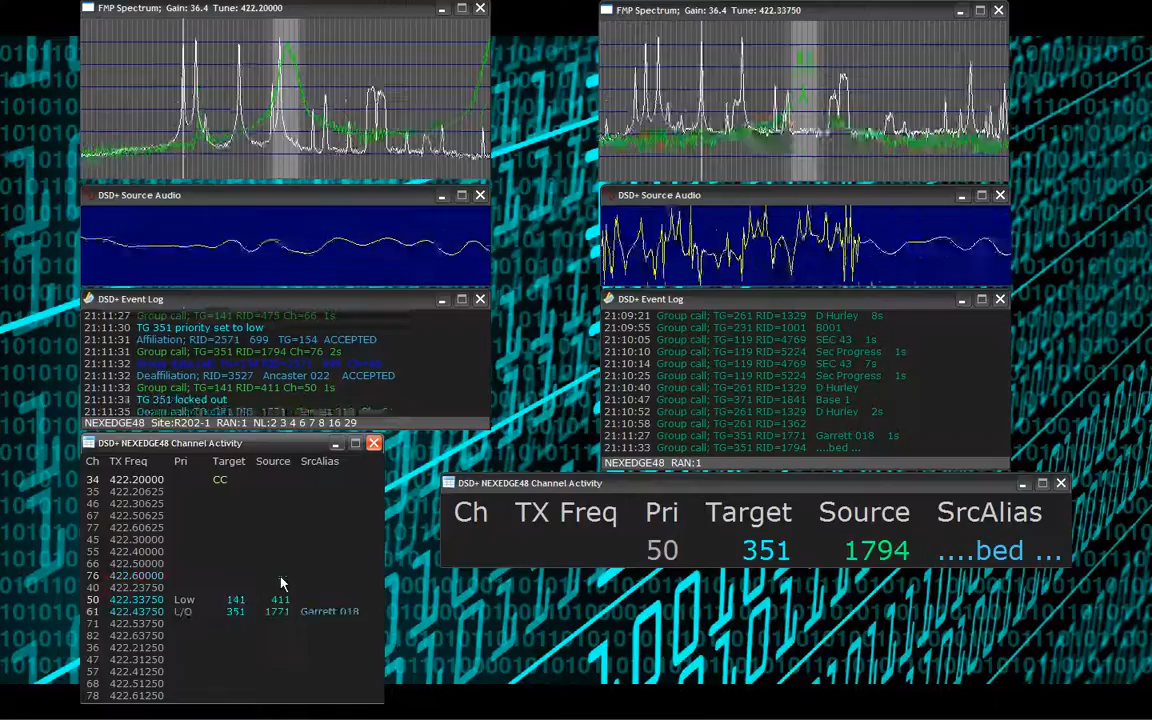 FMP Spectrum; Gain: 36.4 Tune: 422.20000
DSD+ Source Audio
DSD+ Event Log
21:11:27 Group call; TG=141 RID=475 Ch=66 1s
21:11:30 TG 351 priority set to low
21:11:31 Affiliation; RID=2571 699 TG=154 ACCEPTED
21:11:31 Group call; TG=351 RID=1794 Ch=76 2s
21:11:32
21:11:32 Deaffiliation; RID=3527 Ancaster 022 ACCEPTED
21:11:33 Group call; TG=141 RID=411 Ch=50 1s
21:11:33 TG 351 locked out
21:11:35
NEXEDGE48 Site:R202-1 RAN:1 NL:2 3 4 6 7 8 16 29
DSD+ NEXEDGE48 Channel Activity
Ch TX Freq Pri Target Source SrcAlias
34 422.20000 CC
35 422.20625
46 422.30625
67 422.50625
77 422.60625
45 422.30000
55 422.40000
66 422.50000
76 422.60000
40 422.23750
50 422.33750 Low 141 411
61 422.43750 L/O 351 1771 Garrett 018
71 422.53750
82 422.63750
36 422.21250
47 422.31250
57 422.41250
68 422.51250
78 422.61250
FMP Spectrum; Gain: 36.4 Tune: 422.33750
DSD+ Source Audio
DSD+ Event Log
21:09:21 Group call; TG=261 RID=1329 D Hurley 8s
21:09:55 Group call; TG=231 RID=1001 B001
21:10:05 Group call; TG=119 RID=4769 SEC 43 1s
21:10:10 Group call; TG=119 RID=5224 Sec Progress 1s
21:10:14 Group call; TG=119 RID=4769 SEC 43 7s
21:10:25 Group call; TG=119 RID=5224 Sec Progress 1s
21:10:40 Group call; TG=261 RID=1329 D Hurley
21:10:47 Group call; TG=371 RID=1841 Base 1
21:10:52 Group call; TG=261 RID=1329 D Hurley 2s
21:10:58 Group call; TG=261 RID=1362
21:11:27 Group call; TG=351 RID=1771 Garrett 018 1s
21:11:33 Group call; TG=351 RID=1794 ....bed ...
NEXEDGE48 RAN:1
DSD+ NEXEDGE48 Channel Activity
Ch TX Freq Pri Target Source SrcAlias
50 351 1794 ....bed ...